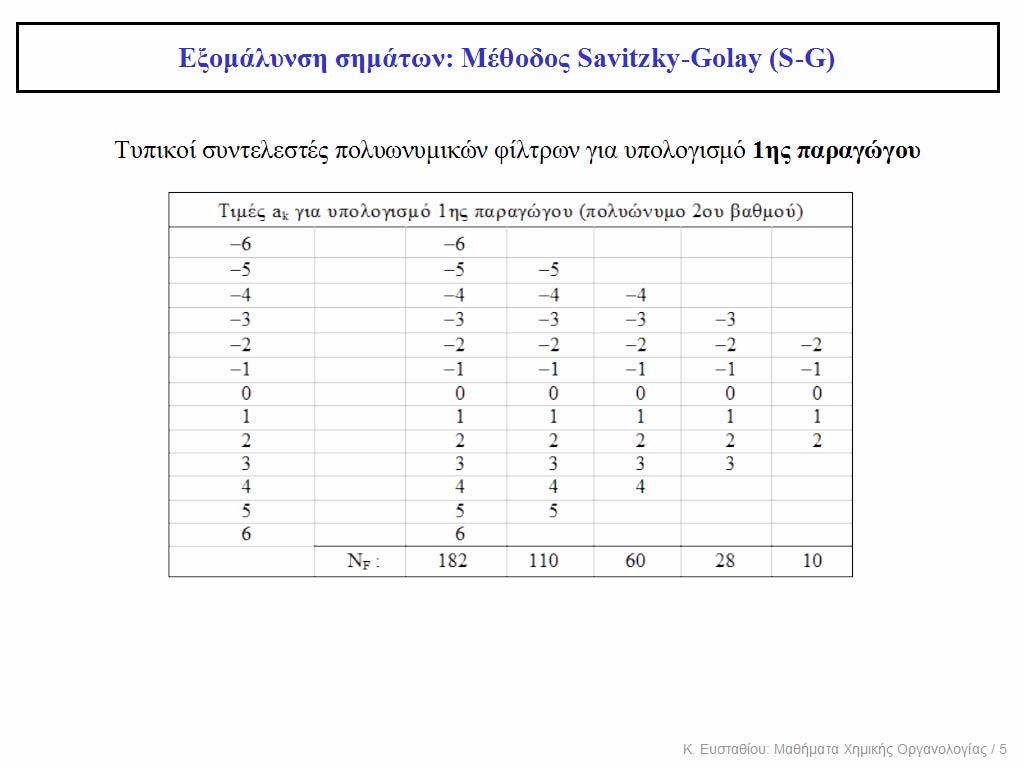 Εξομάλυνση σημάτων: Μέθοδος Savitzky-Golay (S-G)
Τυπικοί συντελεστές πολυωνυμικών φίλτρων για υπολογισμό 1ης παραγώγου
Τιμές ak για υπολογισμό 1ης παραγώγου (πολυώνυμο 2ου βαθμού)
–6 –6
–5 –5 –5
–4 –4 –4 –4
–3 –3 –3 –3 –3
–2 –2 –2 –2 –2 –2
–1 –1 –1 –1 –1 –1
0 0 0 0 0 0
1 1 1 1 1 1
2 2 2 2 2 2
3 3 3 3 3
4 4 4 4
5 5 5
6 6
NF : 182 110 60 28 10
Κ. Ευσταθίου: Μαθήματα Χημικής Οργανολογίας / 5